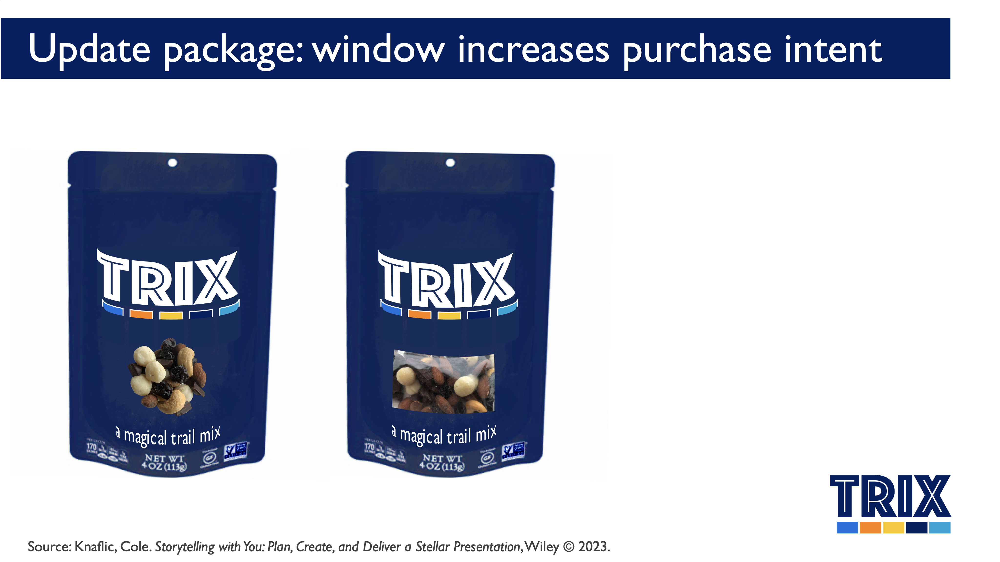 Update package: window increases purchase intent
TRIX
a magical trail mix
170
NET WT
4 OZ (113g)
GF
TRIX
a magical trail mix
170
NET WT
4 OZ (113g)
GF
TRIX
Source: Knaflic, Cole. Storytelling with You: Plan, Create, and Deliver a Stellar Presentation, Wiley © 2023.